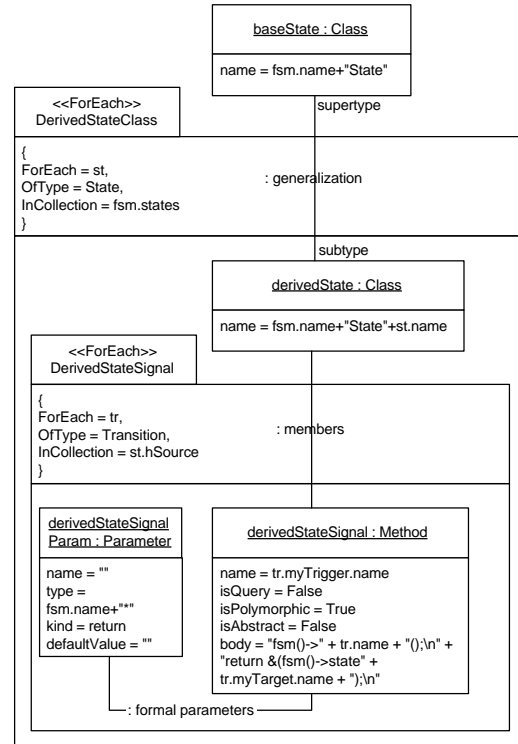 baseState : Class
name = fsm.name+"State"
supertype
<<ForEach>>
DerivedStateClass
{
ForEach = st,
OfType = State,
InCollection = fsm.states
}
: generalization
subtype
derivedState : Class
name = fsm.name+"State"+st.name
<<ForEach>>
DerivedStateSignal
{
ForEach = tr,
OfType = Transition,
InCollection = st.hSource
}
: members
derivedStateSignal
Param : Parameter
name = ""
type =
fsm.name+"*"
kind = return
defaultValue = ""
derivedStateSignal : Method
name = tr.myTrigger.name
isQuery = False
isPolymorphic = True
isAbstract = False
body = "fsm()->" + tr.name + "();\n" +
"return &(fsm()->state" +
tr.myTarget.name + ");\n"
: formal parameters